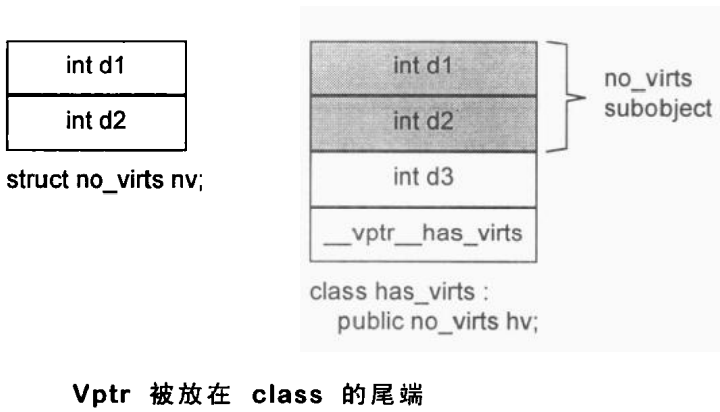 int d1
int d2
struct no_virts nv;
int d1
int d2
int d3
__vptr__has_virts
no_virts
subobject
class has_virts :
public no_virts hv;
Vptr 被放在 class 的尾端